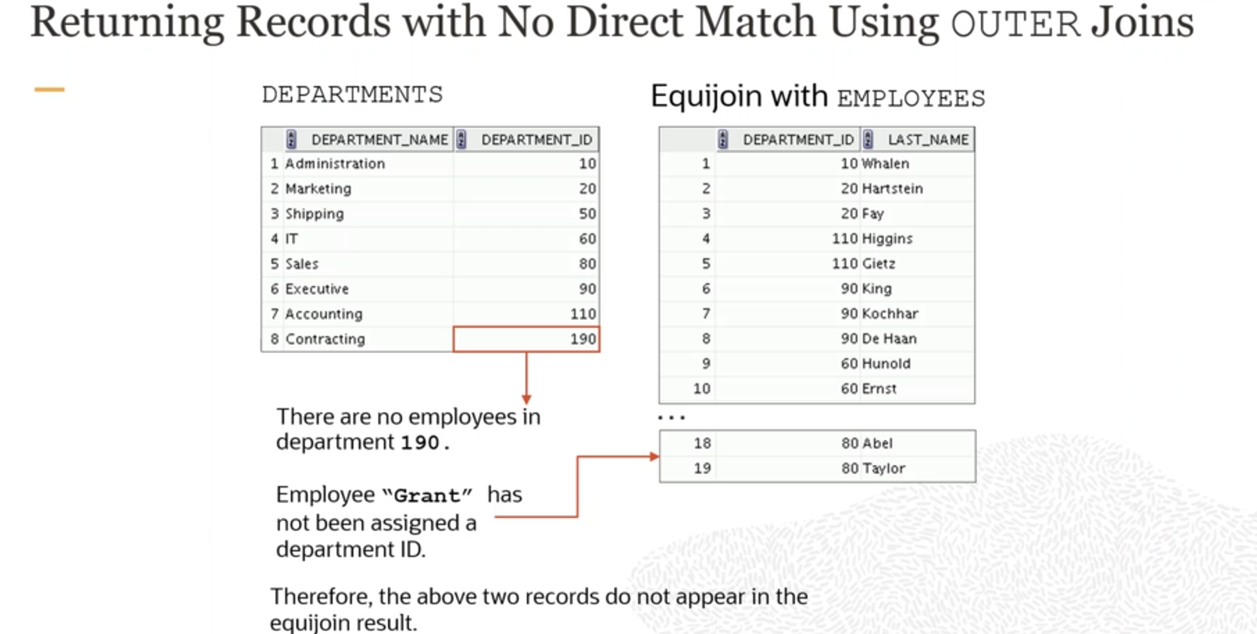 Returning Records with No Direct Match Using OUTER Joins
DEPARTMENTS
DEPARTMENT_NAME DEPARTMENT_ID
1 Administration 10
2 Marketing 20
3 Shipping 50
4 IT 60
5 Sales 80
6 Executive 90
7 Accounting 110
8 Contracting 190
There are no employees in
department 190.
Employee “Grant” has
not been assigned a
department ID.
Equijoin with EMPLOYEES
DEPARTMENT_ID LAST_NAME
1 10 Whalen
2 20 Hartstein
3 20 Fay
4 110 Higgins
5 110 Gietz
6 90 King
7 90 Kochhar
8 90 De Haan
9 60 Hunold
10 60 Ernst
...
18 80 Abel
19 80 Taylor
Therefore, the above two records do not appear in the
equijoin result.